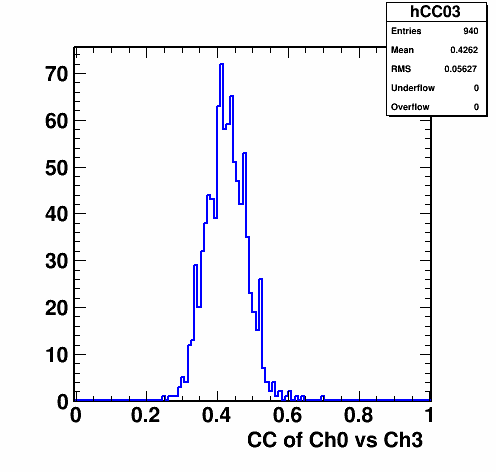 hCC03
Entries 940
Mean 0.4262
RMS 0.05627
Underflow 0
Overflow 0
70
60
50
40
30
20
10
0
0 0.2 0.4 0.6 0.8 1
CC of Ch0 vs Ch3